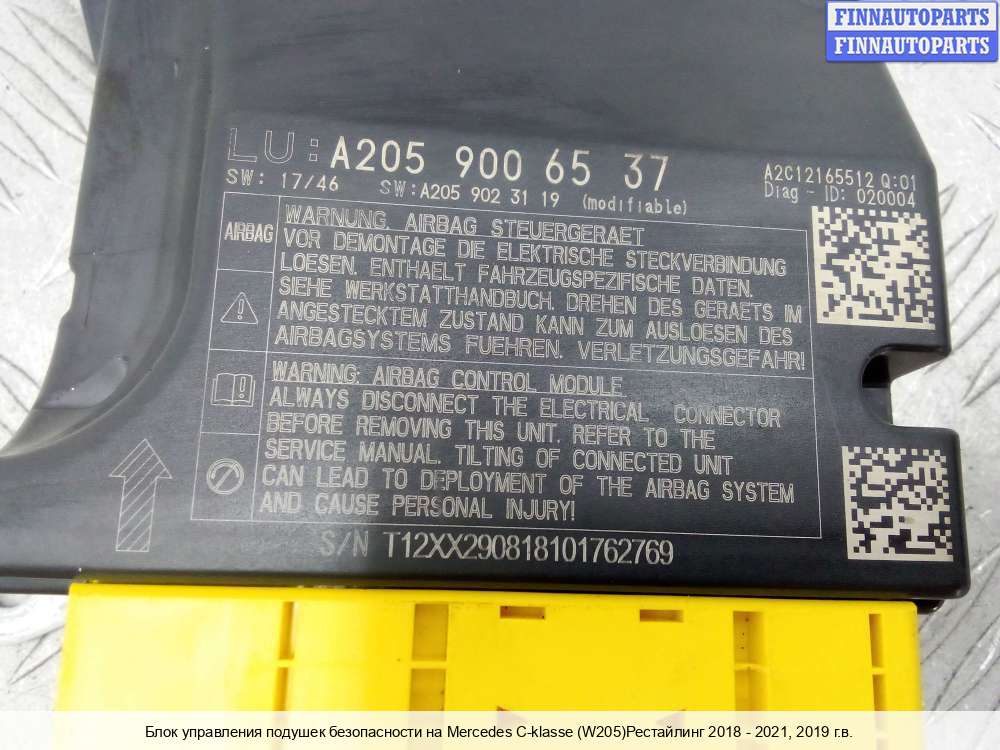 FINNAUTOPARTS
FINNAUTOPARTS
LU: A205 900 65 37
A2C12165512 Q:01
SW: 17/46 SW:A205 902 31 19 (modifiable)
Diag - ID: 020004
AIRBAG
WARNUNG. AIRBAG STEUERGERAET
VOR DEMONTAGE DIE ELEKTRISCHE STECKVERBINDUNG
LOESEN. ENTHAELT FAHRZEUGSPEZIFISCHE DATEN.
SIEHE WERKSTATTHANDBUCH. DREHEN DES GERAETS IM
ANGESTECKTEM ZUSTAND KANN ZUM AUSLOESEN DES
AIRBAGSYSTEMS FUEHREN. VERLETZUNGSGEFAHR!
WARNING: AIRBAG CONTROL MODULE
ALWAYS DISCONNECT THE ELECTRICAL CONNECTOR
BEFORE REMOVING THIS UNIT. REFER TO THE
SERVICE MANUAL. TILTING OF CONNECTED UNIT
CAN LEAD TO DEPLOYMENT OF THE AIRBAG SYSTEM
AND CAUSE PERSONAL INJURY!
S/N T12XX290818101762769
Блок управления подушек безопасности на Mercedes C-klasse (W205)Рестайлинг 2018 - 2021, 2019 г.в.